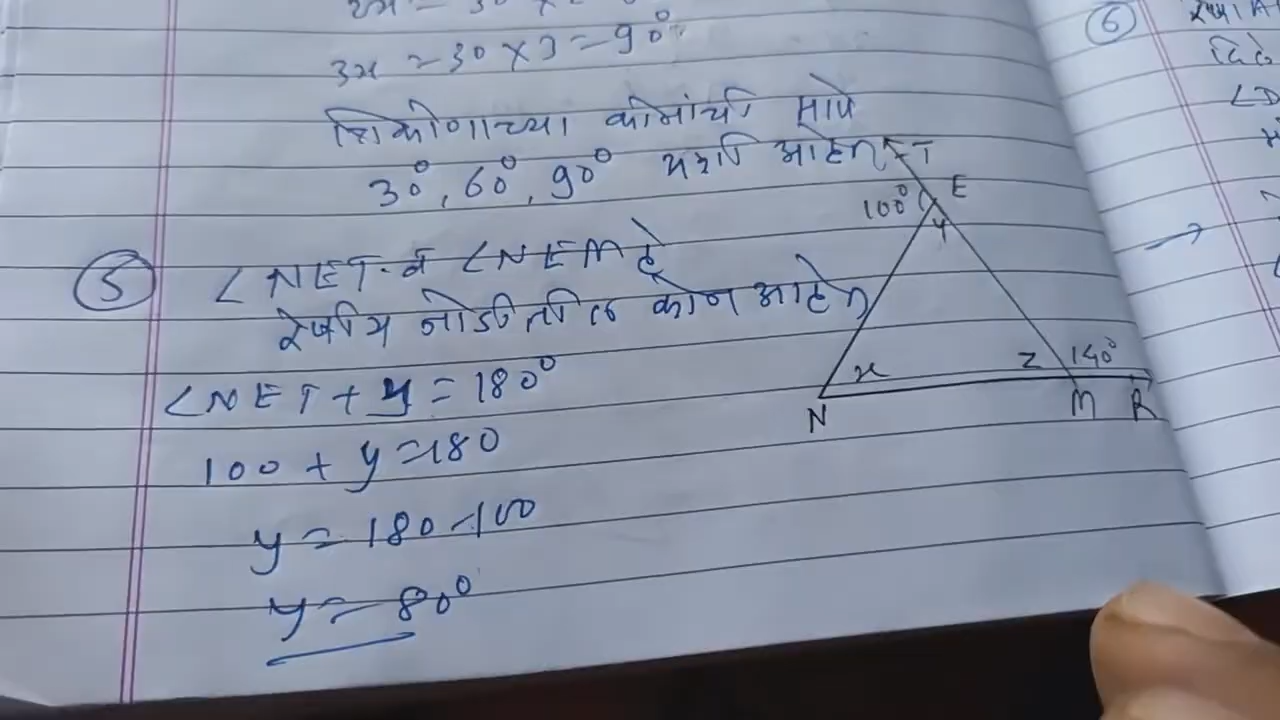 3x = 30 × 3 = 90°
त्रिकोणाच्या कोनांची मापे
30°, 60°, 90° अशी आहेत
T
E
100°
y
⑤ ∠NET व ∠NEM हे
रेषीय जोडीतील कोन आहेत
∠NET + y = 180°
x
z
140°
N
M
R
100 + y = 180
y = 180 - 100
y = 80°
⑥
∠D
→